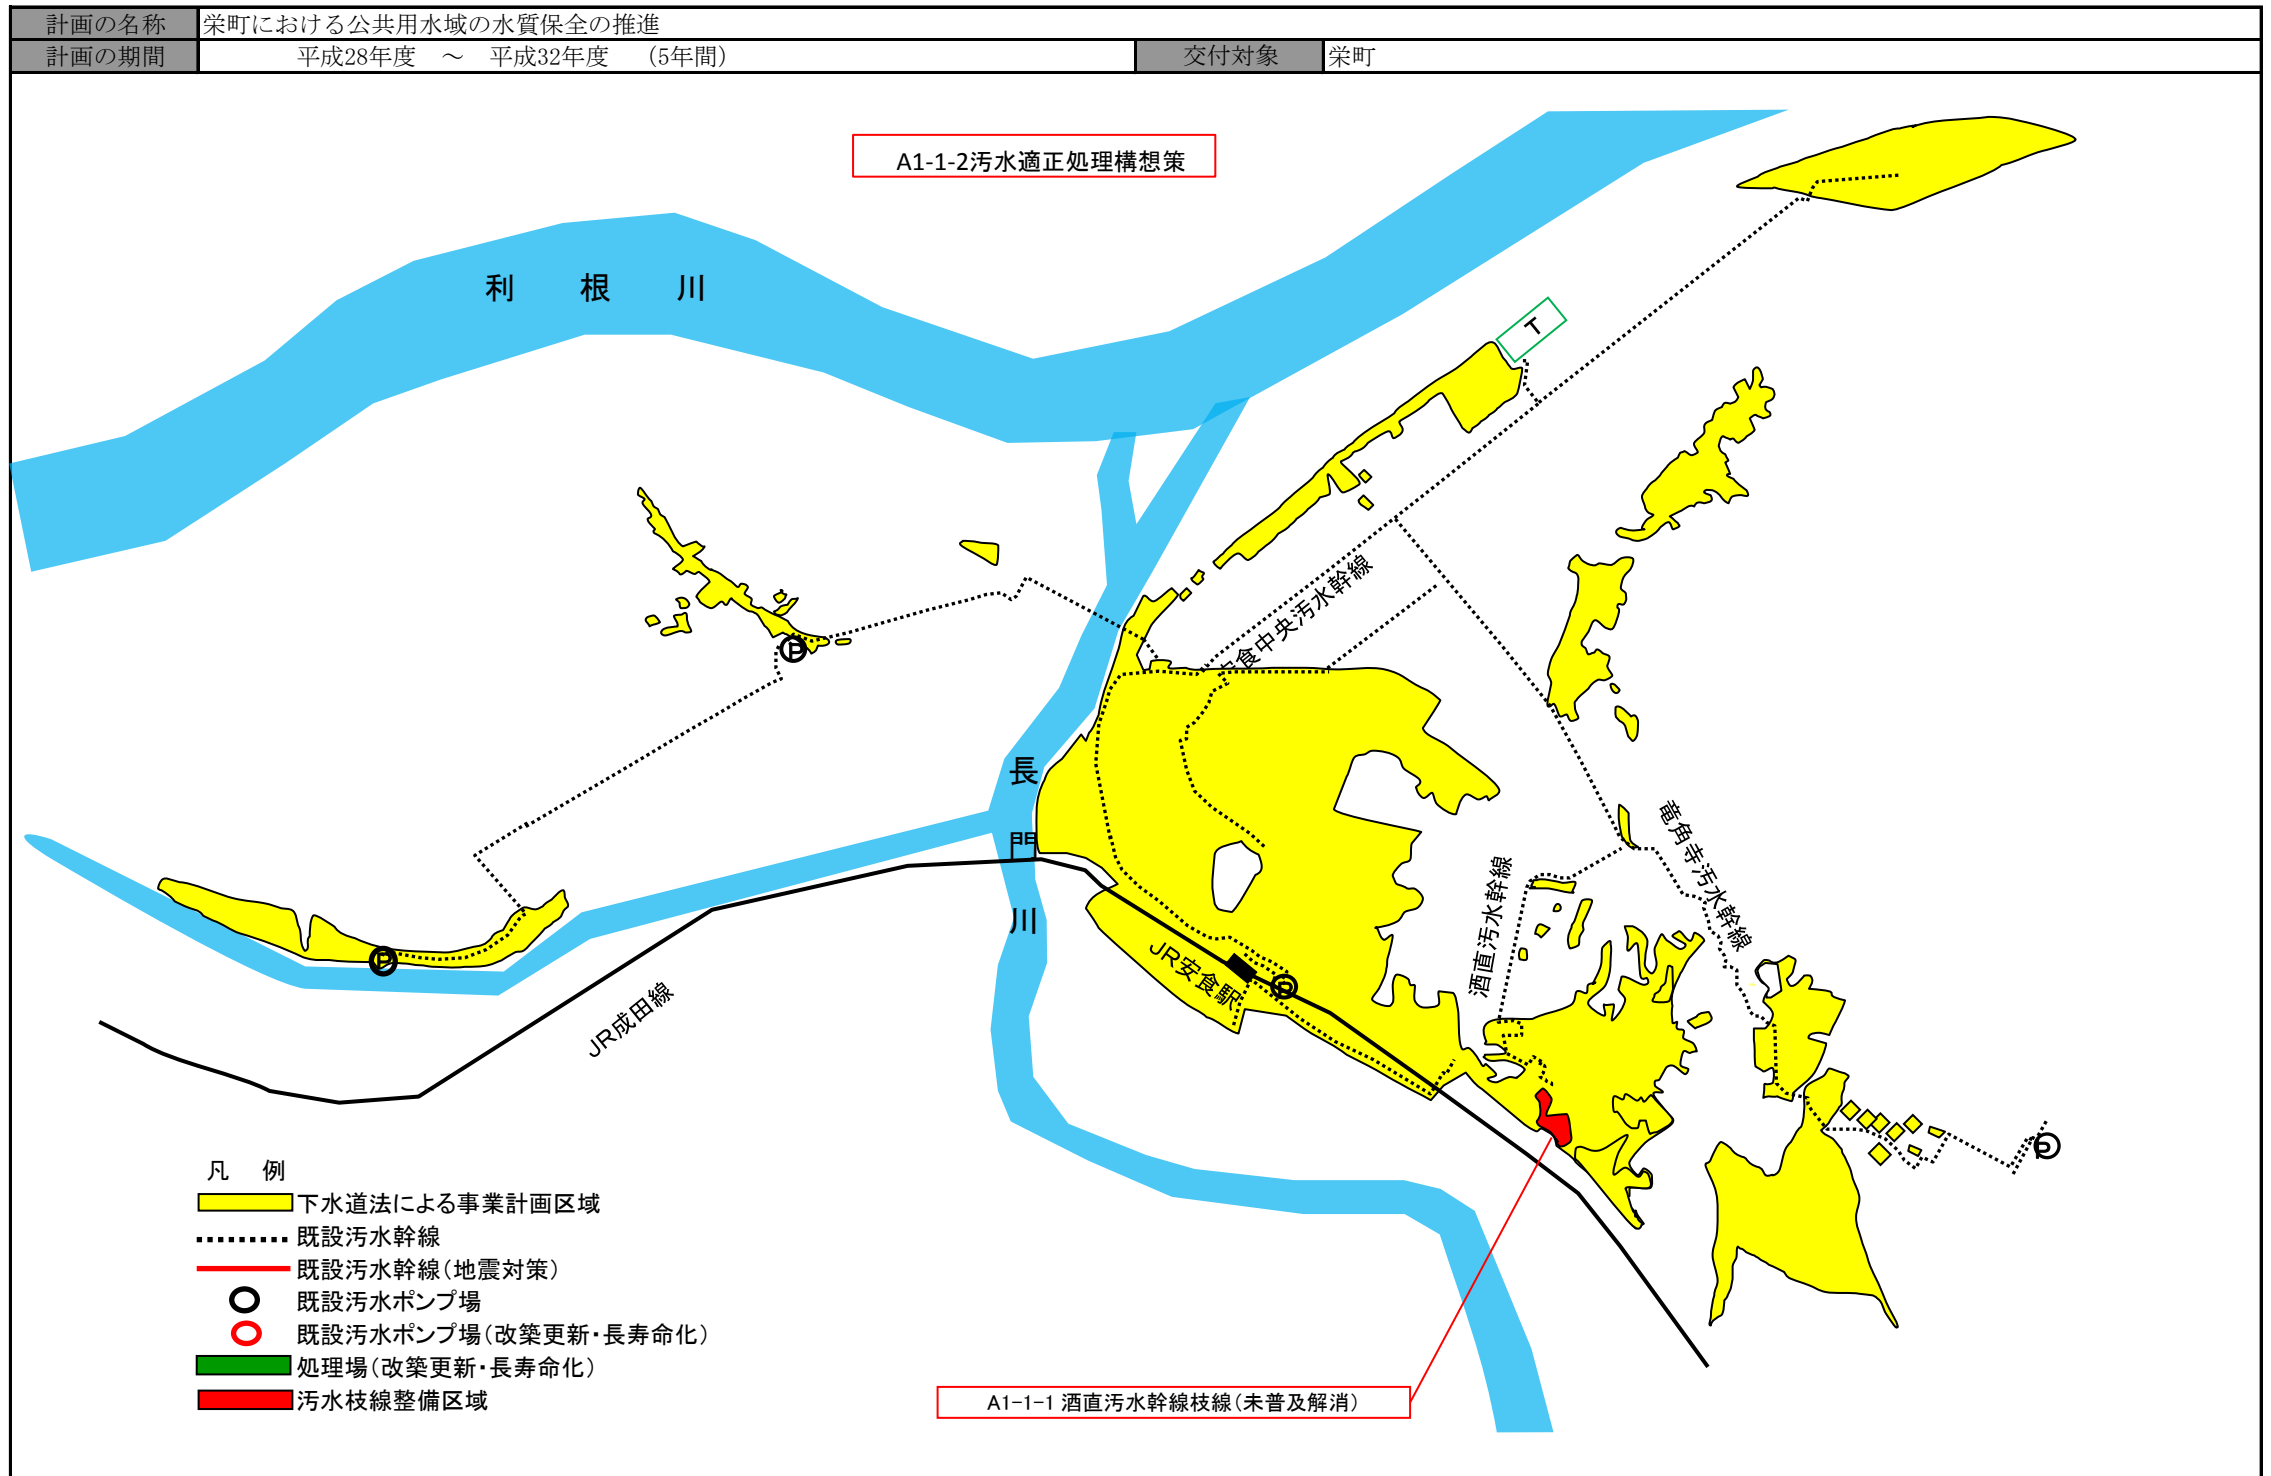 計画の名称 栄町における公共用水域の水質保全の推進
計画の期間 平成28年度 ～ 平成32年度 （5年間） 交付対象 栄町
A1-1-2汚水適正処理構想策
利 根 川
T
安食中央汚水幹線
P
長門川
竜角寺汚水幹線
酒直汚水幹線
P
JR安食駅
P
JR成田線
P
凡 例
下水道法による事業計画区域
既設汚水幹線
既設汚水幹線（地震対策）
既設汚水ポンプ場
既設汚水ポンプ場（改築更新・長寿命化）
処理場（改築更新・長寿命化）
汚水枝線整備区域
A1-1-1 酒直汚水幹線枝線（未普及解消）